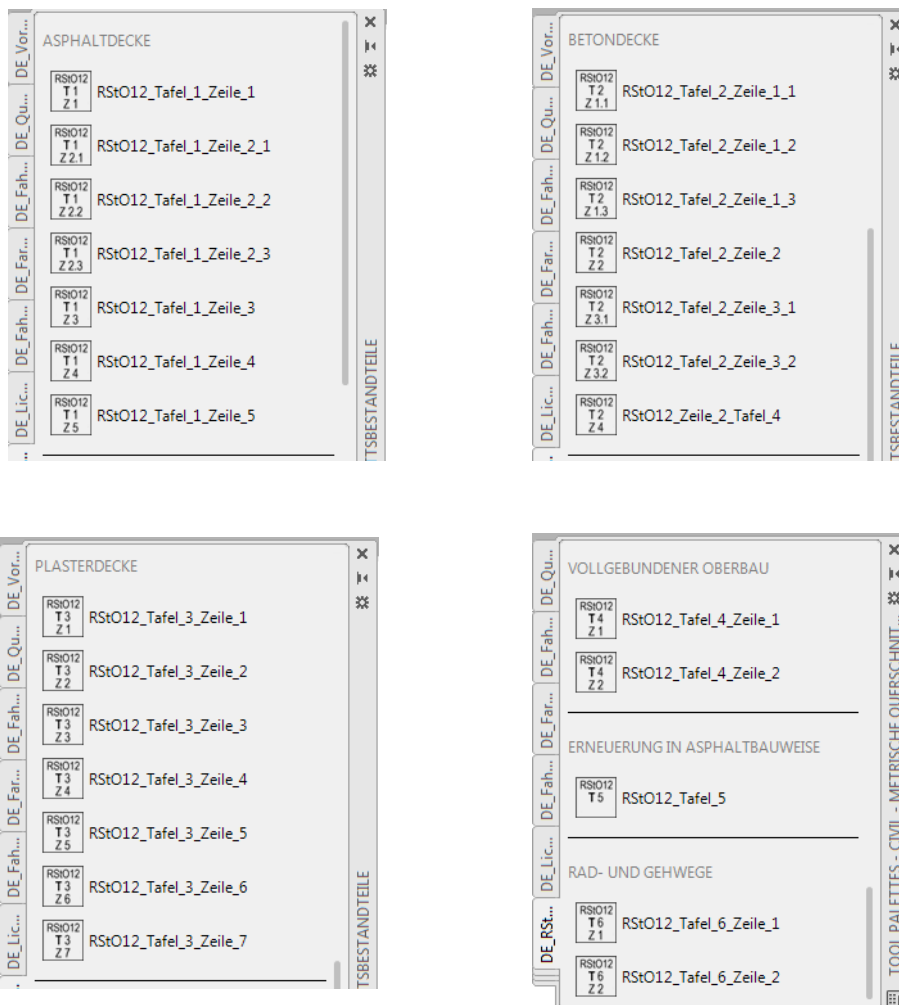 ASPHALTDECKE
RStO12
T1
Z1
RStO12_Tafel_1_Zeile_1
RStO12
T1
Z2.1
RStO12_Tafel_1_Zeile_2_1
RStO12
T1
Z2.2
RStO12_Tafel_1_Zeile_2_2
RStO12
T1
Z2.3
RStO12_Tafel_1_Zeile_2_3
RStO12
T1
Z3
RStO12_Tafel_1_Zeile_3
RStO12
T1
Z4
RStO12_Tafel_1_Zeile_4
RStO12
T1
Z5
RStO12_Tafel_1_Zeile_5
DE_Vor...
DE_Qu...
DE_Fah...
DE_Far...
DE_Fah...
DE_Lic...
TSBESTANDTEILE
BETONDECKE
RStO12
T2
Z1.1
RStO12_Tafel_2_Zeile_1_1
RStO12
T2
Z1.2
RStO12_Tafel_2_Zeile_1_2
RStO12
T2
Z1.3
RStO12_Tafel_2_Zeile_1_3
RStO12
T2
Z2
RStO12_Tafel_2_Zeile_2
RStO12
T2
Z3.1
RStO12_Tafel_2_Zeile_3_1
RStO12
T2
Z3.2
RStO12_Tafel_2_Zeile_3_2
RStO12
T2
Z4
RStO12_Zeile_2_Tafel_4
DE_Vor...
DE_Qu...
DE_Fah...
DE_Far...
DE_Fah...
DE_Lic...
TSBESTANDTEILE
PLASTERDECKE
RStO12
T3
Z1
RStO12_Tafel_3_Zeile_1
RStO12
T3
Z2
RStO12_Tafel_3_Zeile_2
RStO12
T3
Z3
RStO12_Tafel_3_Zeile_3
RStO12
T3
Z4
RStO12_Tafel_3_Zeile_4
RStO12
T3
Z5
RStO12_Tafel_3_Zeile_5
RStO12
T3
Z6
RStO12_Tafel_3_Zeile_6
RStO12
T3
Z7
RStO12_Tafel_3_Zeile_7
DE_Vor...
DE_Qu...
DE_Fah...
DE_Far...
DE_Fah...
DE_Lic...
TSBESTANDTEILE
VOLLGEBUNDENER OBERBAU
RStO12
T4
Z1
RStO12_Tafel_4_Zeile_1
RStO12
T4
Z2
RStO12_Tafel_4_Zeile_2
ERNEUERUNG IN ASPHALTBAUWEISE
RStO12
T5
RStO12_Tafel_5
RAD- UND GEHWEGE
RStO12
T6
Z1
RStO12_Tafel_6_Zeile_1
RStO12
T6
Z2
RStO12_Tafel_6_Zeile_2
DE_Qu...
DE_Fah...
DE_Far...
DE_Fah...
DE_Lic...
DE_RSt...
TOOL PALETTES - CIVIL - METRISCHE QUERSCHNIT...